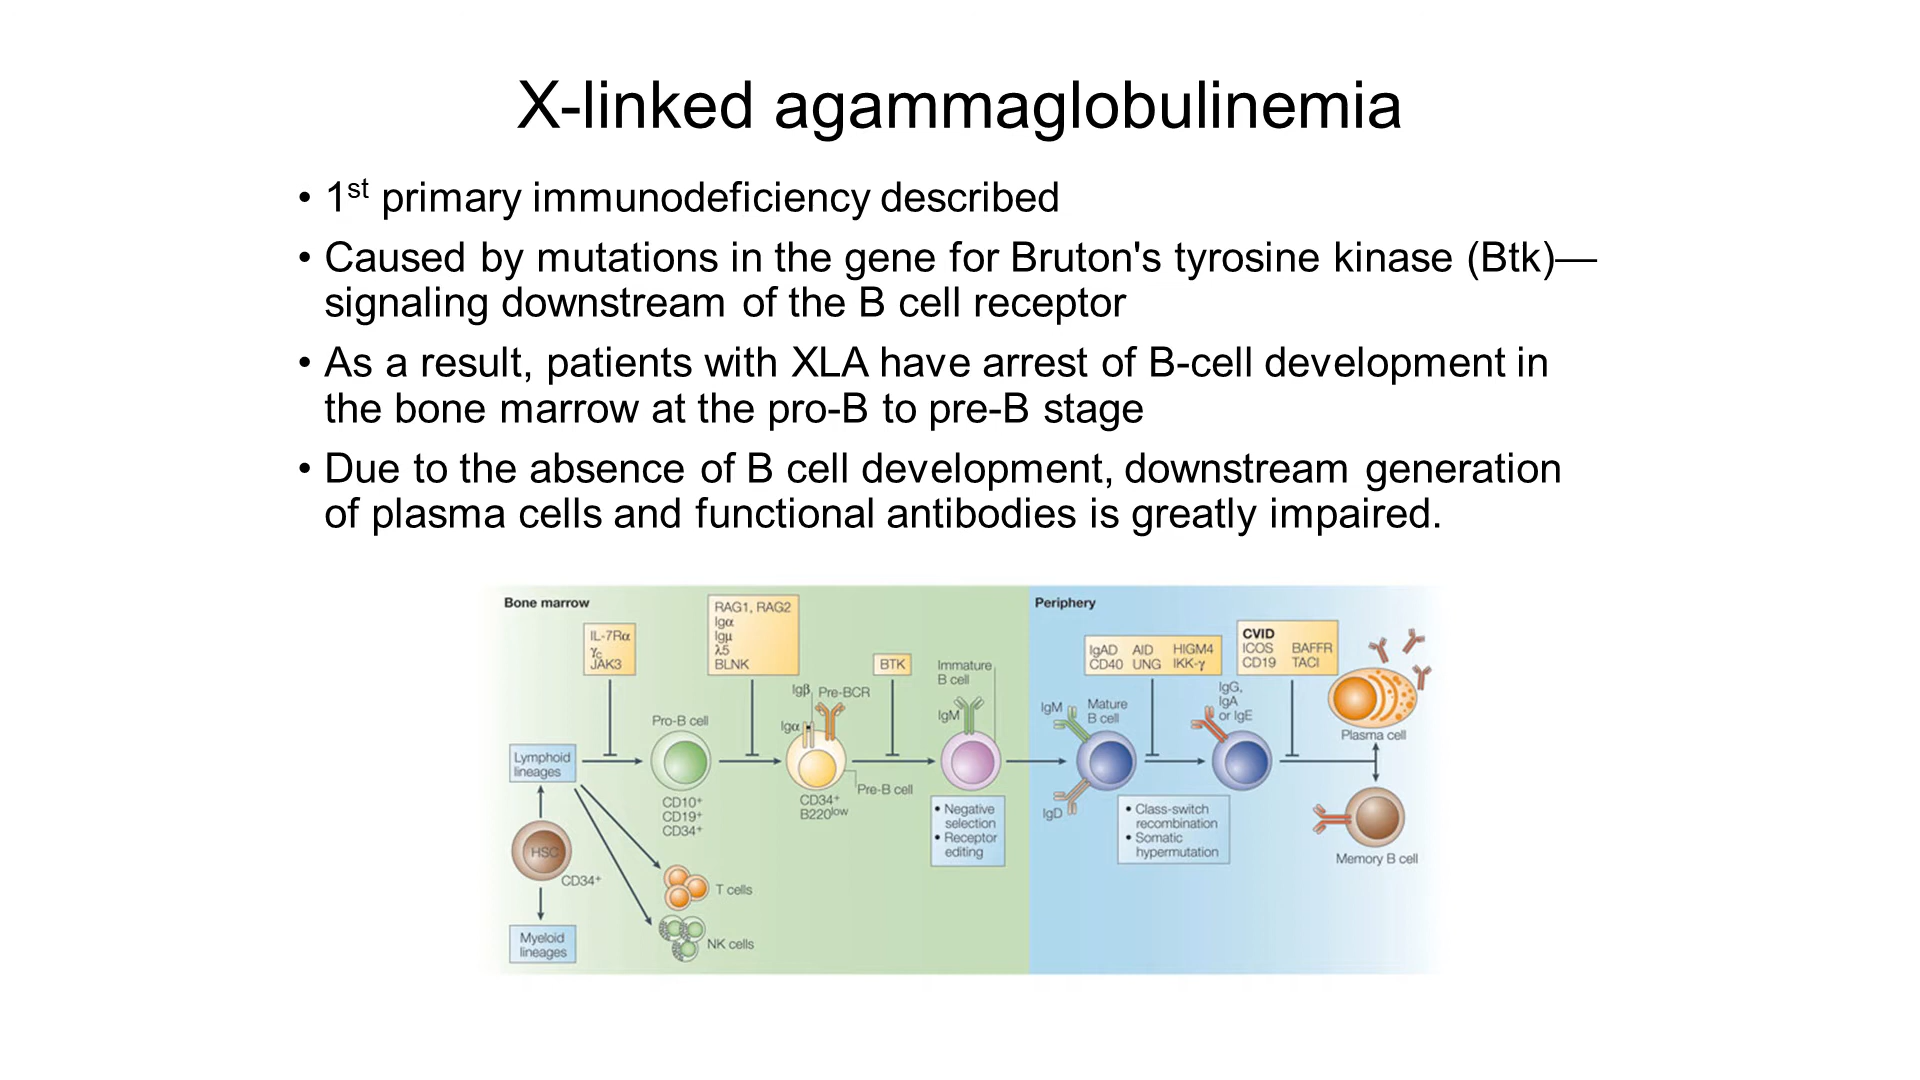 X-linked agammaglobulinemia
• 1st primary immunodeficiency described
• Caused by mutations in the gene for Bruton's tyrosine kinase (Btk)—
signaling downstream of the B cell receptor
• As a result, patients with XLA have arrest of B-cell development in
the bone marrow at the pro-B to pre-B stage
• Due to the absence of B cell development, downstream generation
of plasma cells and functional antibodies is greatly impaired.
Bone marrow
IL-7Rα
γc
JAK3
RAG1, RAG2
Igα
Igμ
λ5
BLNK
BTK
Immature
B cell
Igβ
Pre-BCR
Igα
IgM
Pro-B cell
Lymphoid
lineages
Pre-B cell
CD10+
CD19+
CD34+
CD34+
B220low
• Negative
selection
• Receptor
editing
HSC
CD34+
T cells
NK cells
Myeloid
lineages
Periphery
IgAD AID HIGM4
CD40 UNG IKK-γ
CVID
ICOS BAFFR
CD19 TACI
IgM
Mature
B cell
IgG,
IgA
or IgE
Plasma cell
IgD
• Class-switch
recombination
• Somatic
hypermutation
Memory B cell